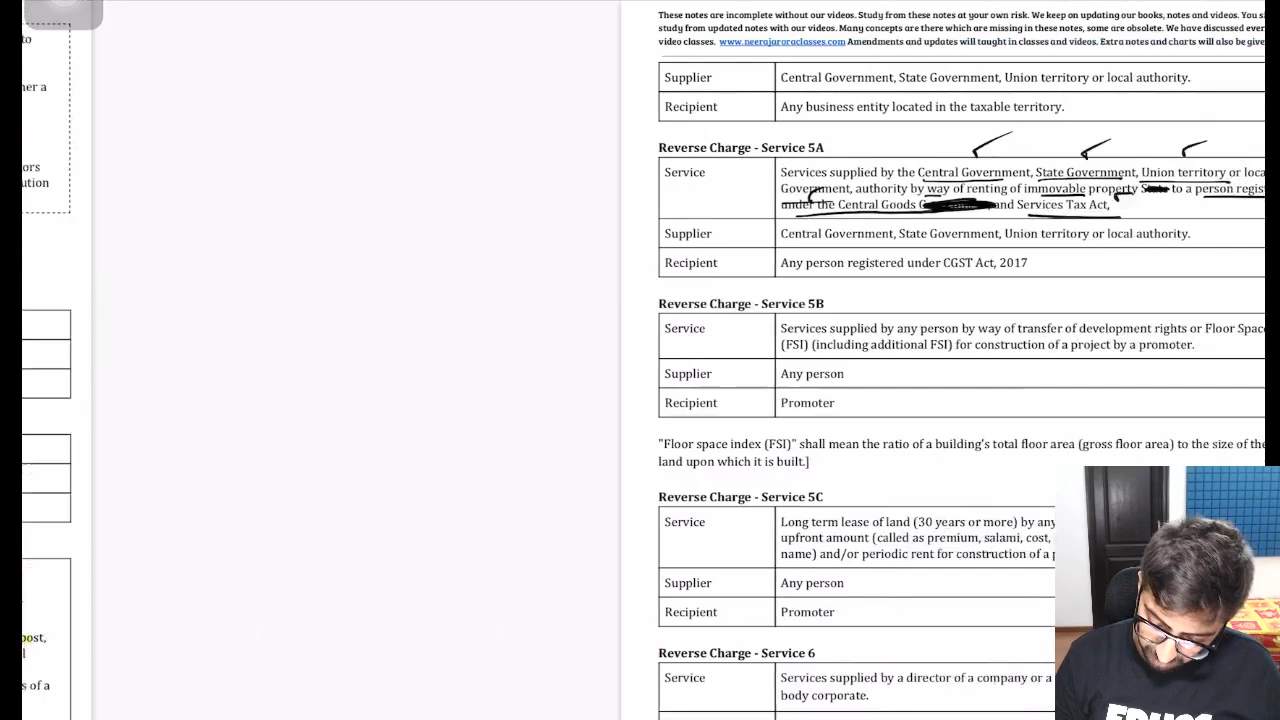 to
ner a
ors
ution
post,
l
s of a
These notes are incomplete without our videos. Study from these notes at your own risk. We keep on updating our books, notes and videos. You s
study from updated notes with our videos. Many concepts are there which are missing in these notes, some are obsolete. We have discussed ever
video classes. www.neerajaroraclasses.com Amendments and updates will taught in classes and videos. Extra notes and charts will also be give
Supplier Central Government, State Government, Union territory or local authority.
Recipient Any business entity located in the taxable territory.
Reverse Charge - Service 5A
Service Services supplied by the Central Government, State Government, Union territory or loca
Government, authority by way of renting of immovable property to a person regis
under the Central Goods and Services Tax Act,
Supplier Central Government, State Government, Union territory or local authority.
Recipient Any person registered under CGST Act, 2017
Reverse Charge - Service 5B
Service Services supplied by any person by way of transfer of development rights or Floor Space
(FSI) (including additional FSI) for construction of a project by a promoter.
Supplier Any person
Recipient Promoter
"Floor space index (FSI)" shall mean the ratio of a building's total floor area (gross floor area) to the size of the
land upon which it is built.]
Reverse Charge - Service 5C
Service Long term lease of land (30 years or more) by any
upfront amount (called as premium, salami, cost,
name) and/or periodic rent for construction of a p
Supplier Any person
Recipient Promoter
Reverse Charge - Service 6
Service Services supplied by a director of a company or a
body corporate.